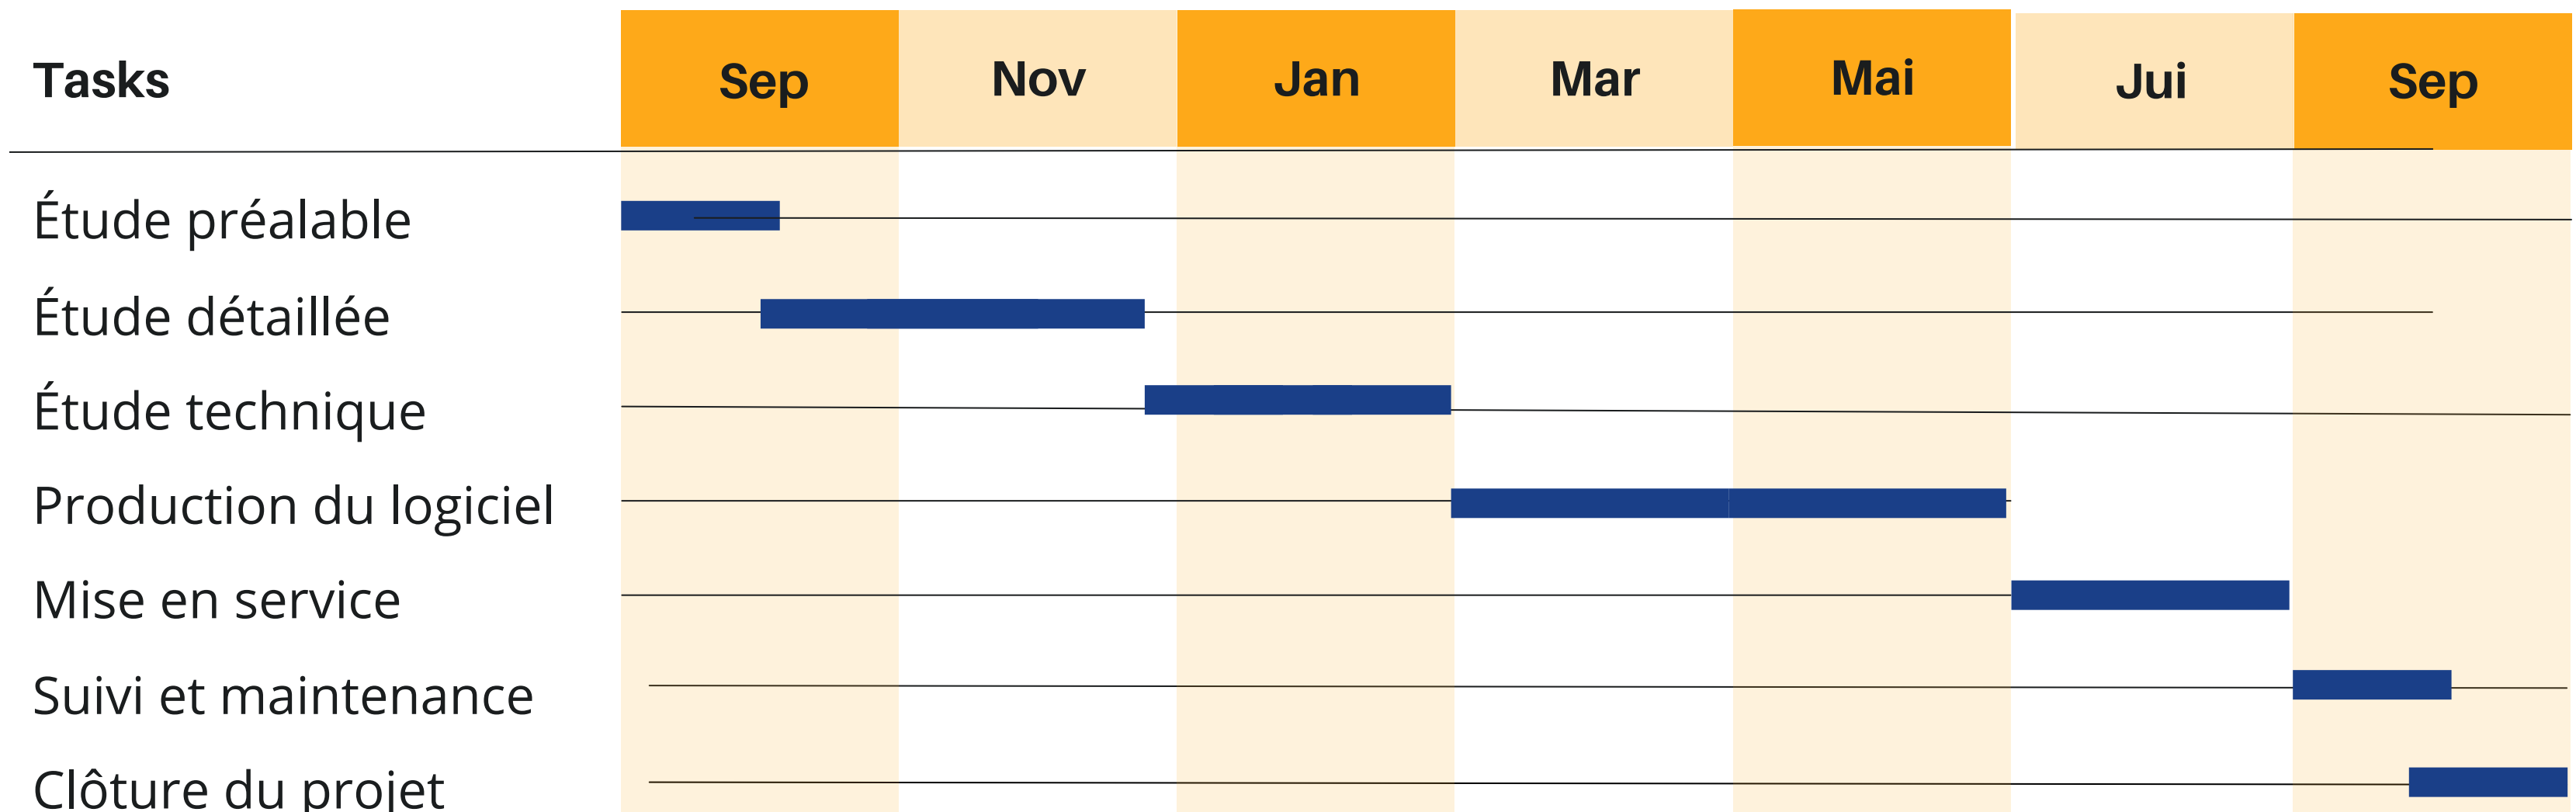 Tasks Sep Nov Jan Mar Mai Jui Sep
Étude préalable
Étude détaillée
Étude technique
Production du logiciel
Mise en service
Suivi et maintenance
Clôture du projet